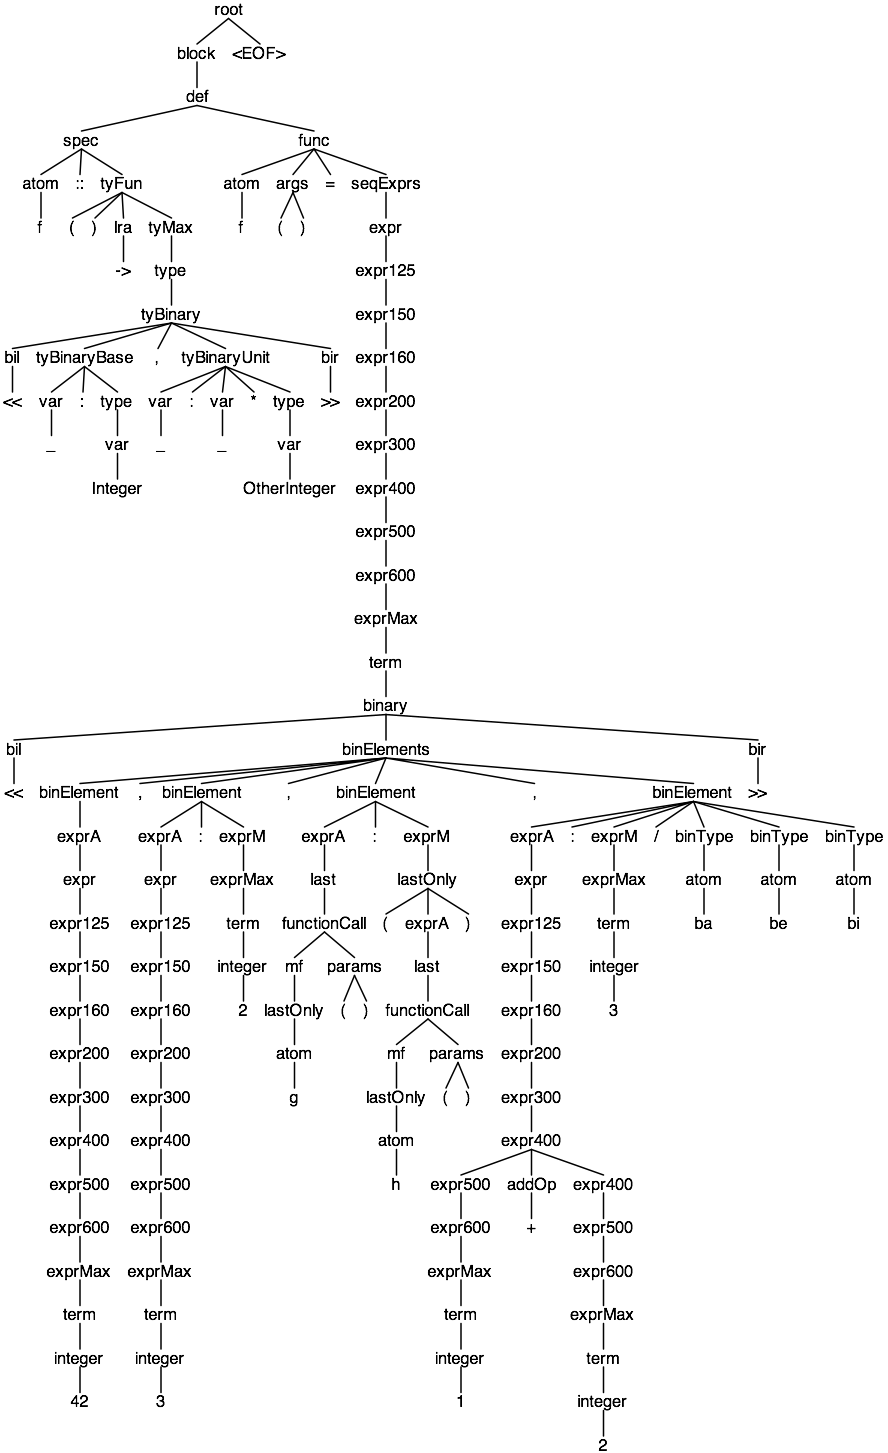 root
block <EOF>
def
spec func
atom :: tyFun atom args = seqExprs
f ( ) lra tyMax f ( ) expr
-> type expr125
tyBinary expr150
bil tyBinaryBase , tyBinaryUnit bir expr160
<< var : type var : var * type >> expr200
_ var _ _ var expr300
Integer OtherInteger expr400
expr500
expr600
exprMax
term
binary
bil binElements bir
<< binElement , binElement , binElement , binElement >>
exprA exprA : exprM exprA : exprM exprA : exprM / binType binType binType
expr expr exprMax last lastOnly expr exprMax atom atom atom
expr125 expr125 term functionCall ( exprA ) expr125 term ba be bi
expr150 expr150 integer mf params last expr150 integer
expr160 expr160 2 lastOnly ( ) functionCall expr160 3
expr200 expr200 atom mf params expr200
expr300 expr300 g lastOnly ( ) expr300
expr400 expr400 atom expr400
expr500 expr500 h expr500 addOp expr400
expr600 expr600 expr600 + expr500
exprMax exprMax exprMax expr600
term term term exprMax
integer integer integer term
42 3 1 integer
2